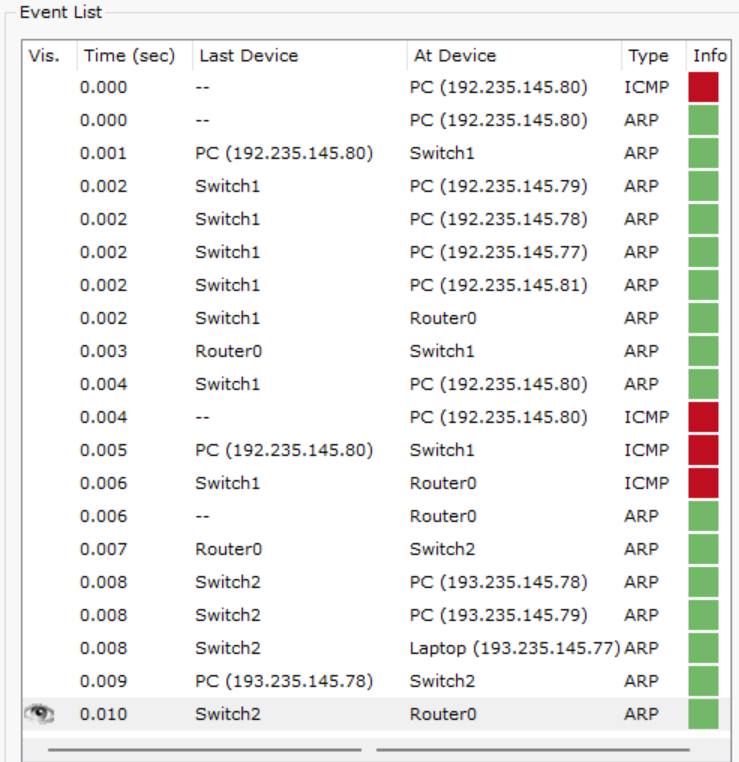 Event List
Vis. Time (sec) Last Device At Device Type Info
0.000 -- PC (192.235.145.80) ICMP
0.000 -- PC (192.235.145.80) ARP
0.001 PC (192.235.145.80) Switch1 ARP
0.002 Switch1 PC (192.235.145.79) ARP
0.002 Switch1 PC (192.235.145.78) ARP
0.002 Switch1 PC (192.235.145.77) ARP
0.002 Switch1 PC (192.235.145.81) ARP
0.002 Switch1 Router0 ARP
0.003 Router0 Switch1 ARP
0.004 Switch1 PC (192.235.145.80) ARP
0.004 -- PC (192.235.145.80) ICMP
0.005 PC (192.235.145.80) Switch1 ICMP
0.006 Switch1 Router0 ICMP
0.006 -- Router0 ARP
0.007 Router0 Switch2 ARP
0.008 Switch2 PC (193.235.145.78) ARP
0.008 Switch2 PC (193.235.145.79) ARP
0.008 Switch2 Laptop (193.235.145.77) ARP
0.009 PC (193.235.145.78) Switch2 ARP
0.010 Switch2 Router0 ARP